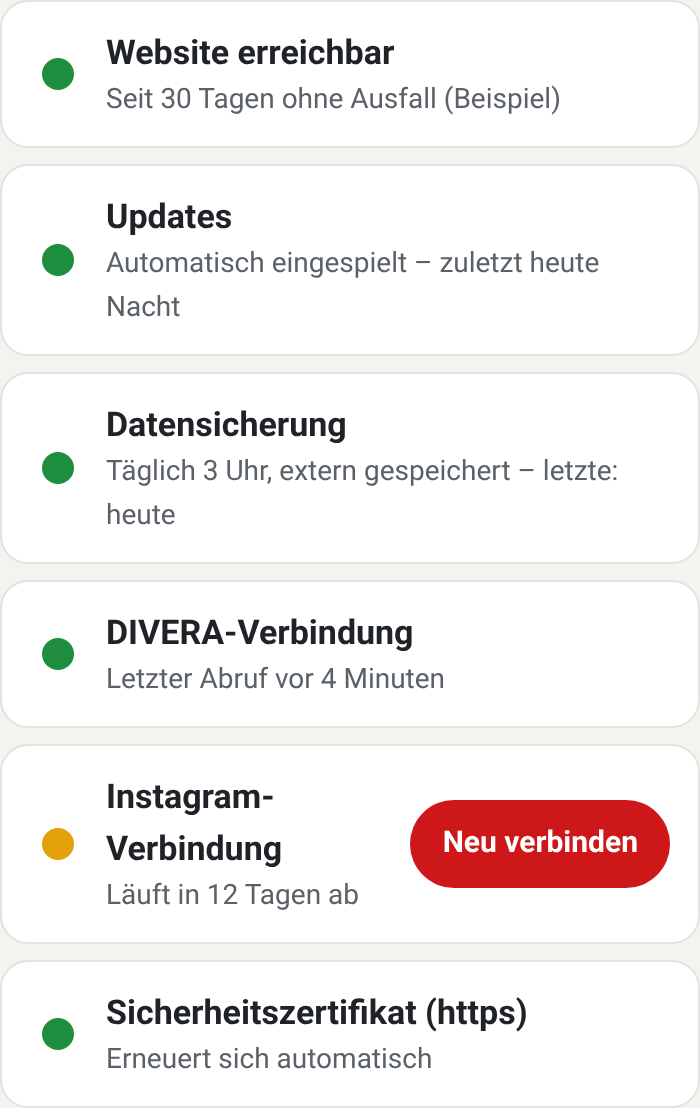 Website erreichbar
Seit 30 Tagen ohne Ausfall (Beispiel)
Updates
Automatisch eingespielt – zuletzt heute
Nacht
Datensicherung
Täglich 3 Uhr, extern gespeichert – letzte:
heute
DIVERA-Verbindung
Letzter Abruf vor 4 Minuten
Instagram-
Verbindung
Läuft in 12 Tagen ab
Neu verbinden
Sicherheitszertifikat (https)
Erneuert sich automatisch